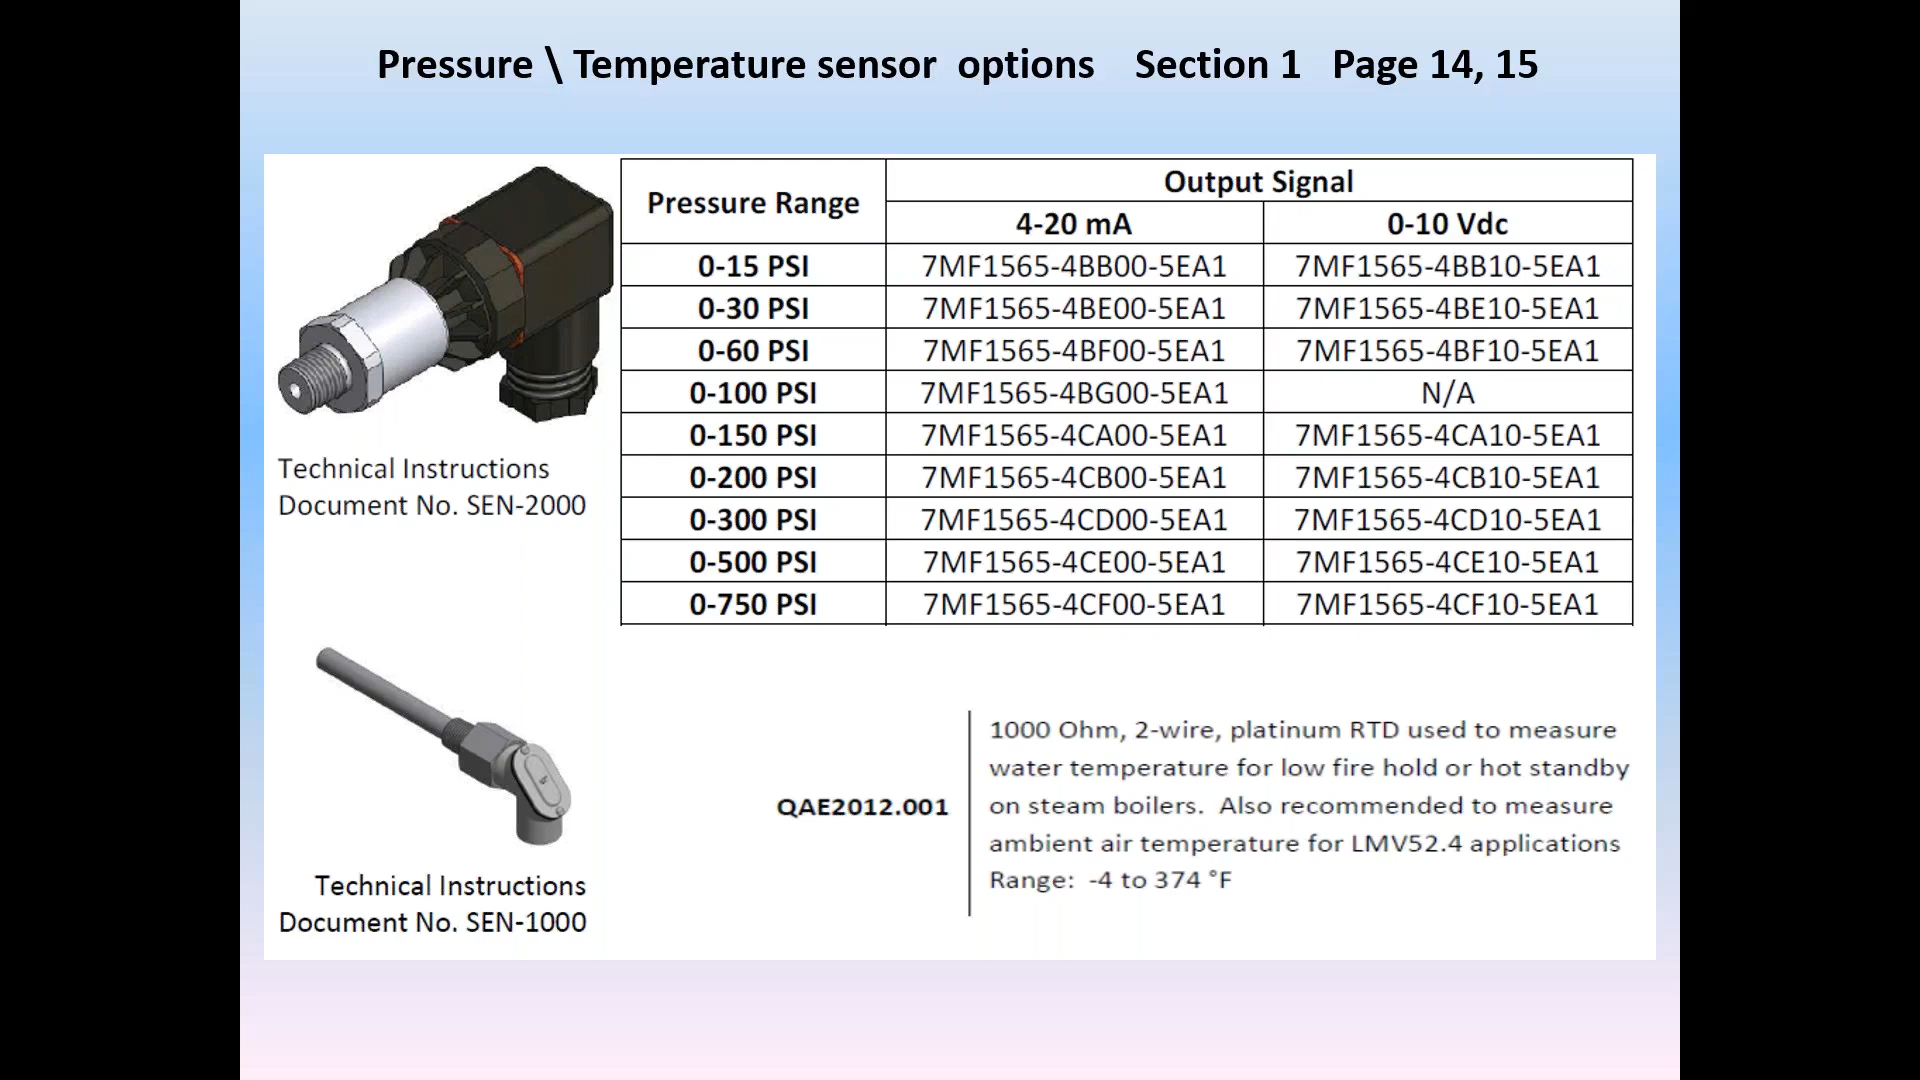 Pressure \ Temperature sensor options Section 1 Page 14, 15
Pressure Range
Output Signal
4-20 mA 0-10 Vdc
0-15 PSI 7MF1565-4BB00-5EA1 7MF1565-4BB10-5EA1
0-30 PSI 7MF1565-4BE00-5EA1 7MF1565-4BE10-5EA1
0-60 PSI 7MF1565-4BF00-5EA1 7MF1565-4BF10-5EA1
0-100 PSI 7MF1565-4BG00-5EA1 N/A
0-150 PSI 7MF1565-4CA00-5EA1 7MF1565-4CA10-5EA1
0-200 PSI 7MF1565-4CB00-5EA1 7MF1565-4CB10-5EA1
0-300 PSI 7MF1565-4CD00-5EA1 7MF1565-4CD10-5EA1
0-500 PSI 7MF1565-4CE00-5EA1 7MF1565-4CE10-5EA1
0-750 PSI 7MF1565-4CF00-5EA1 7MF1565-4CF10-5EA1
Technical Instructions
Document No. SEN-2000
QAE2012.001
1000 Ohm, 2-wire, platinum RTD used to measure
water temperature for low fire hold or hot standby
on steam boilers. Also recommended to measure
ambient air temperature for LMV52.4 applications
Range: -4 to 374 °F
Technical Instructions
Document No. SEN-1000